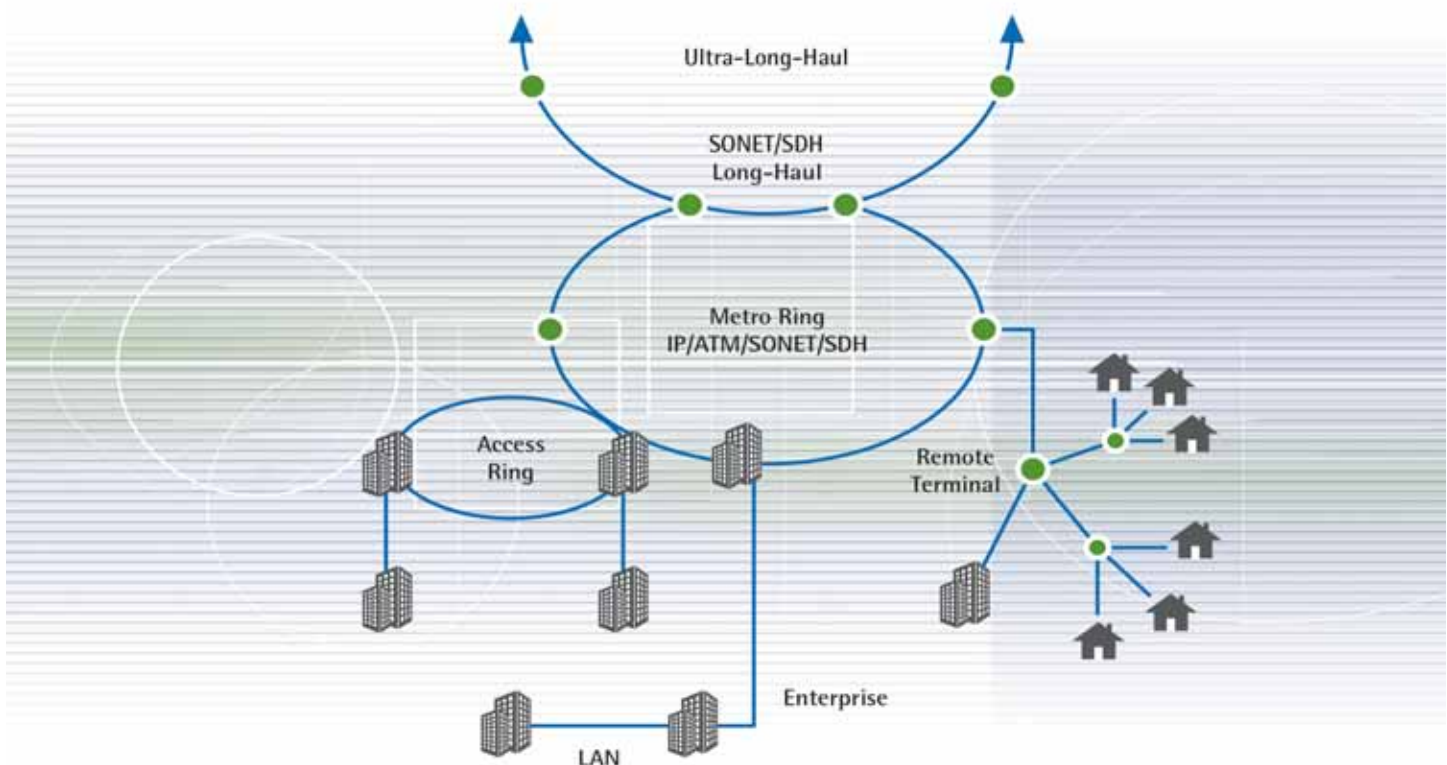 Ultra-Long-Haul
SONET/SDH
Long-Haul
Metro Ring
IP/ATM/SONET/SDH
Access
Ring
Remote
Terminal
Enterprise
LAN